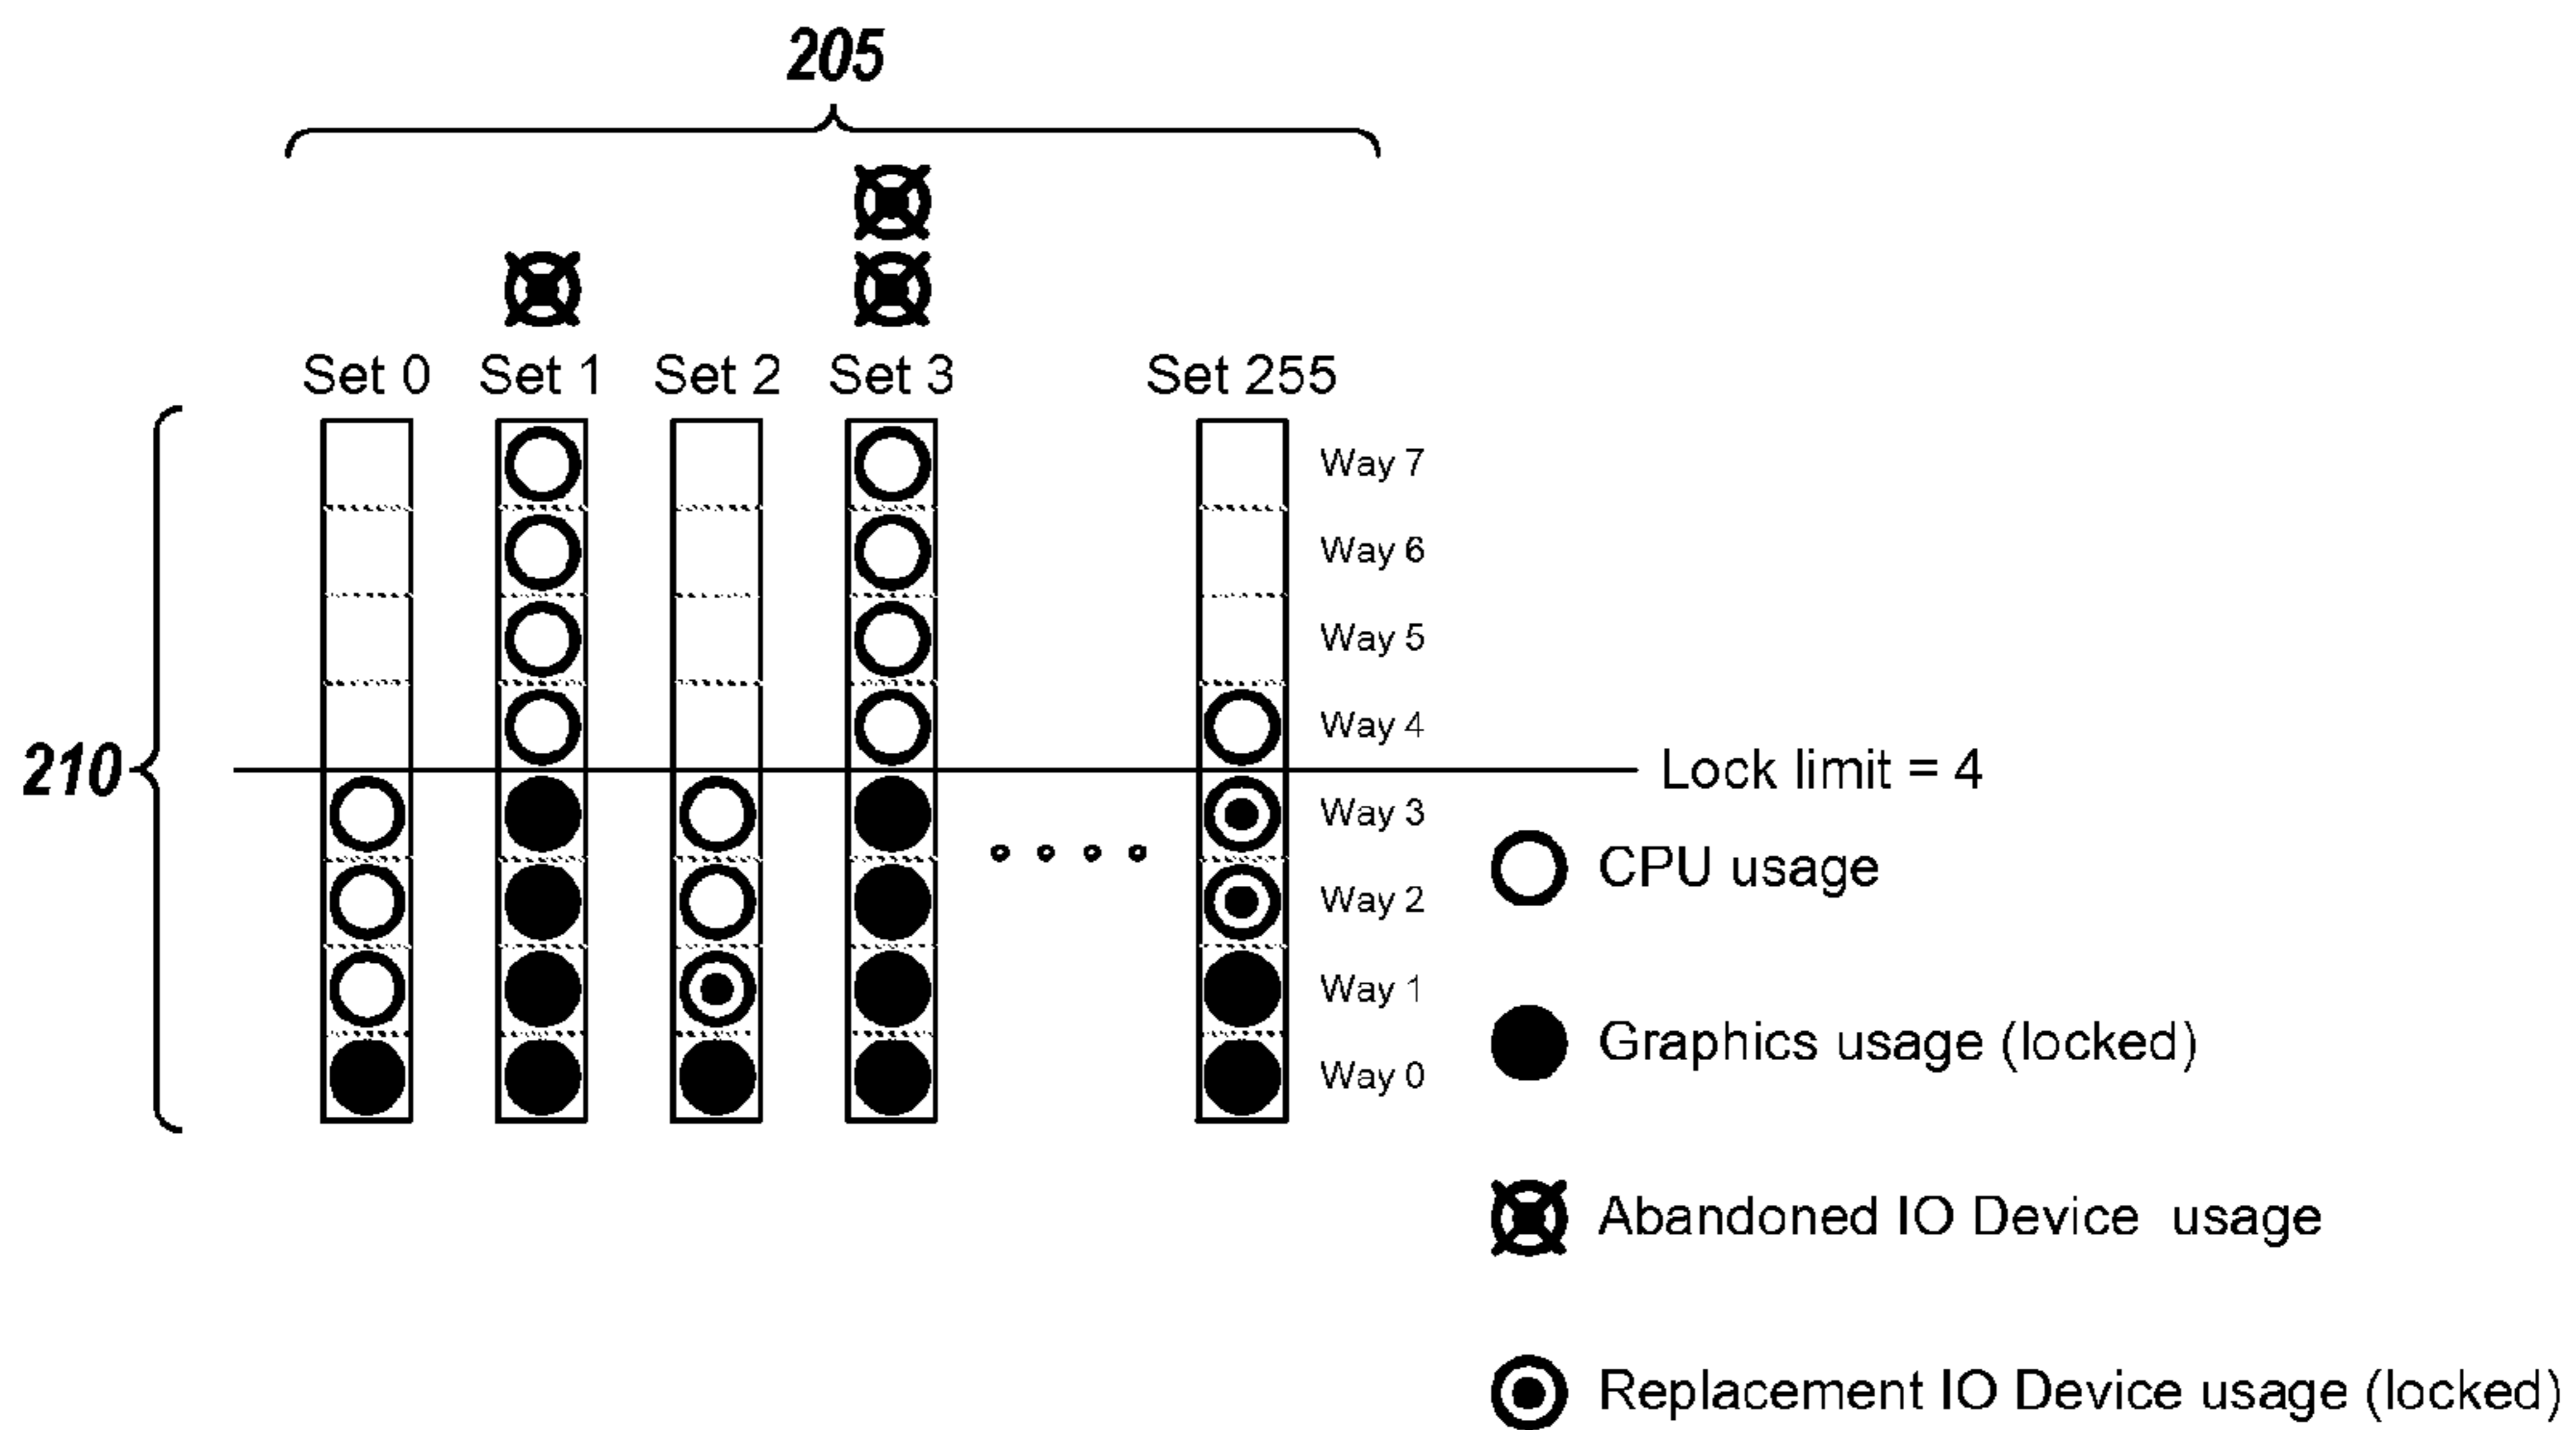 205
Set 0 Set 1 Set 2 Set 3 Set 255
Way 7
Way 6
Way 5
Way 4
210
Lock limit = 4
Way 3
CPU usage
Way 2
Way 1
Graphics usage (locked)
Way 0
Abandoned IO Device usage
Replacement IO Device usage (locked)